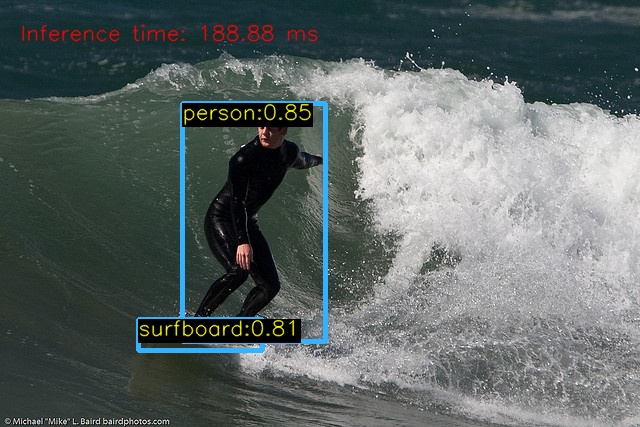 Inference time: 188.88 ms
person:0.85
surfboard:0.81
© Michael "Mike" L. Baird bairdphotos.com